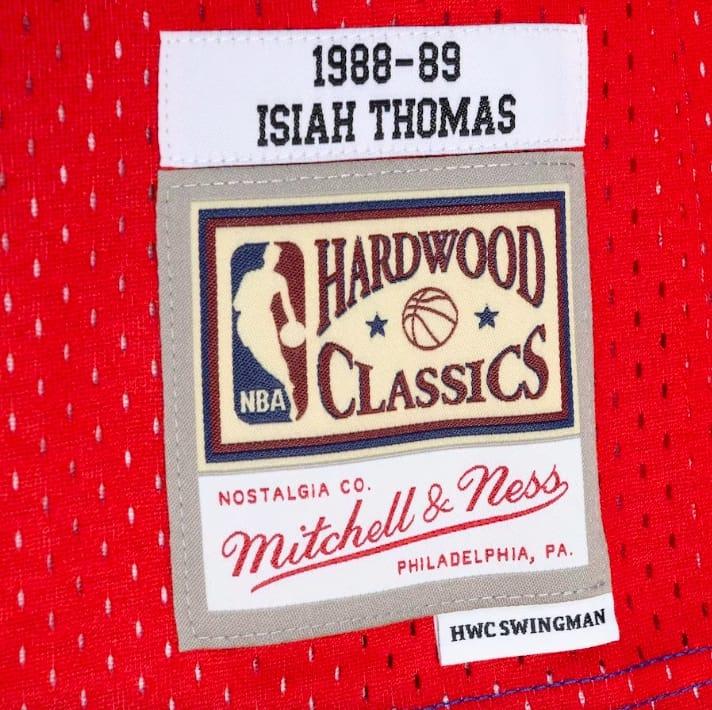 1988-89
ISIAH THOMAS
HARDWOOD
CLASSICS
NBA
NOSTALGIA CO.
Mitchell & Ness
PHILADELPHIA, PA.
HWC SWINGMAN